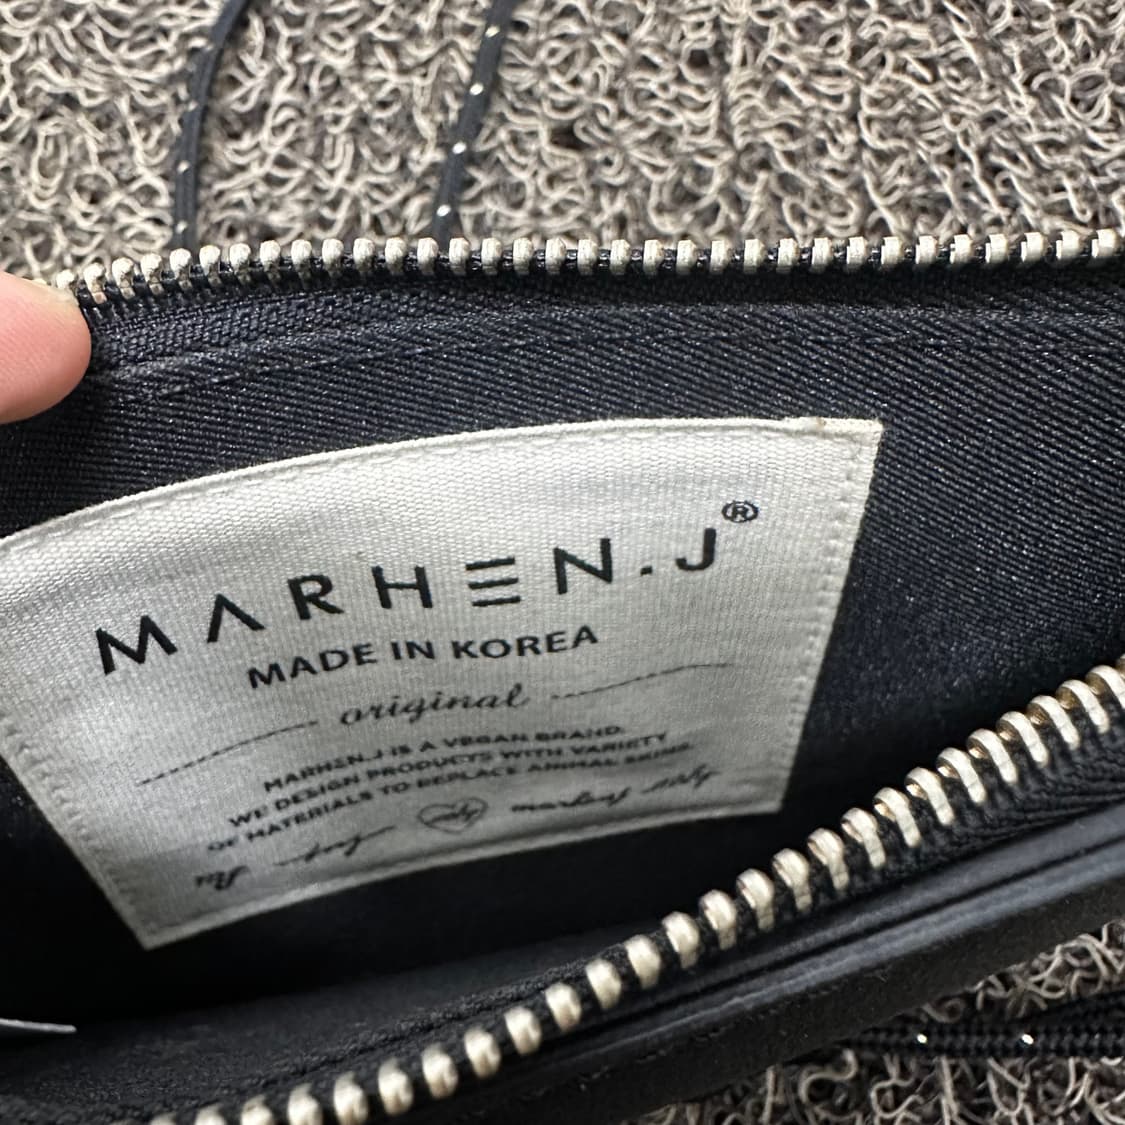 MARHEN.J®
MADE IN KOREA
original
MARHEN.J IS A VEGAN BRAND.
WE DESIGN PRODUCTS WITH VARIETY
OF MATERIALS TO REPLACE ANIMAL SKINS.